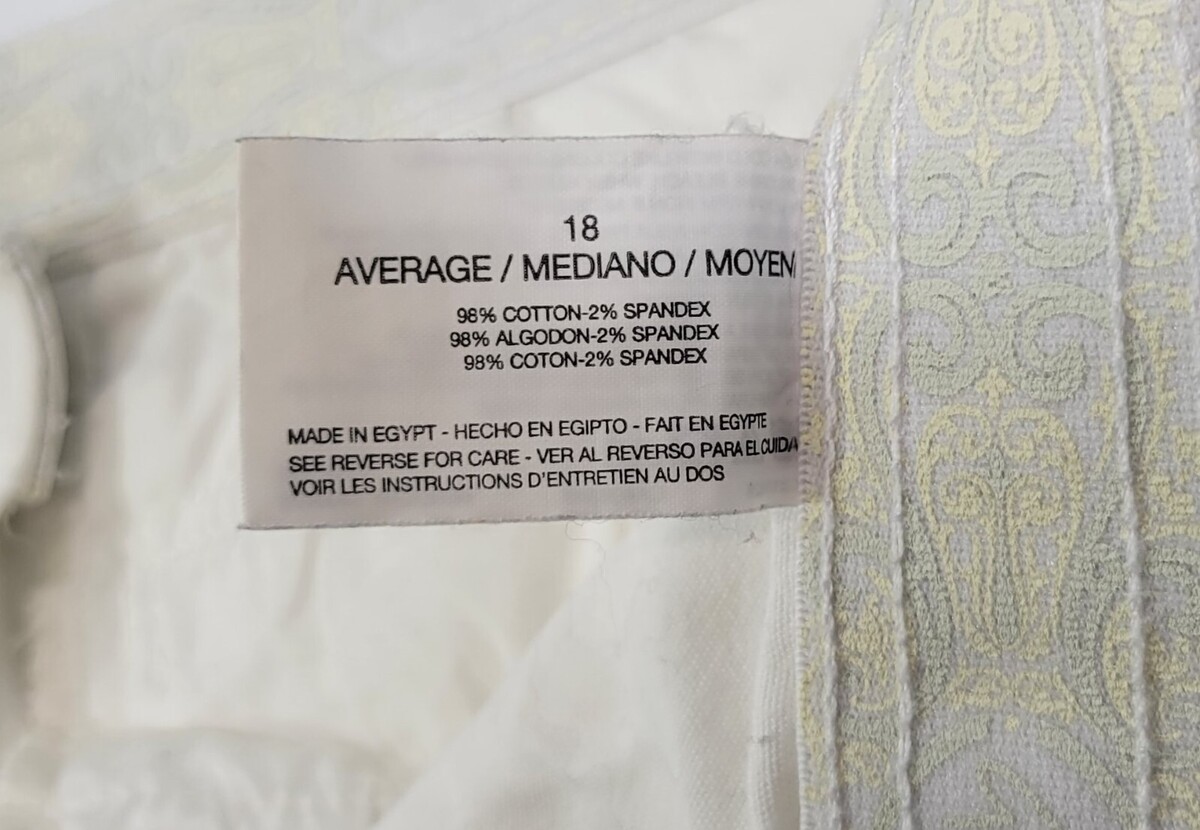 18
AVERAGE / MEDIANO / MOYEN
98% COTTON-2% SPANDEX
98% ALGODON-2% SPANDEX
98% COTON-2% SPANDEX
MADE IN EGYPT - HECHO EN EGIPTO - FAIT EN EGYPTE
SEE REVERSE FOR CARE - VER AL REVERSO PARA EL
VOIR LES INSTRUCTIONS D'ENTRETIEN AU DOS